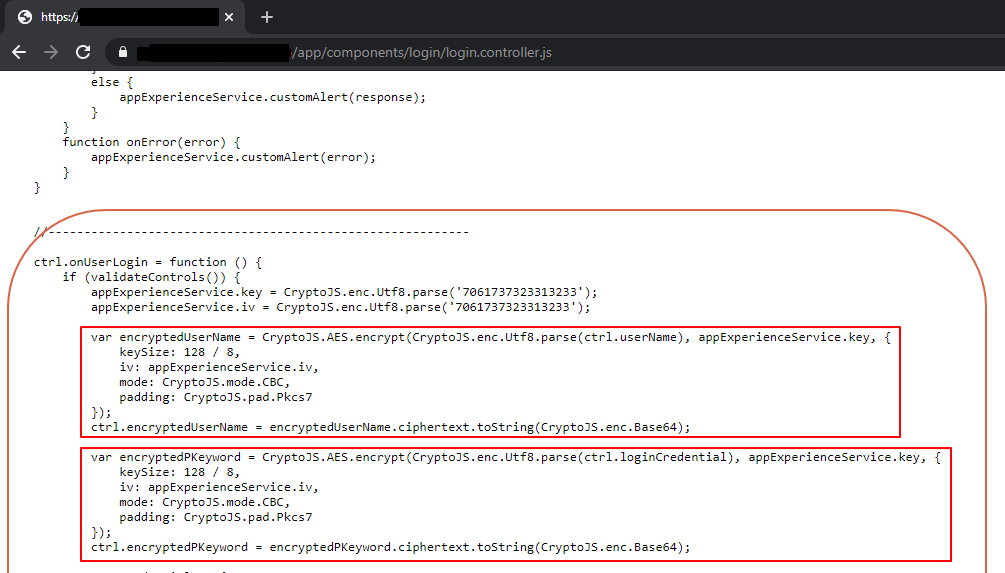 https:/
/app/components/login/login.controller.js
}
else {
appExperienceService.customAlert(response);
}
}
function onError(error) {
appExperienceService.customAlert(error);
}
}
//-----------------------------------------------------------
ctrl.onUserLogin = function () {
if (validateControls()) {
appExperienceService.key = CryptoJS.enc.Utf8.parse('7061737323313233');
appExperienceService.iv = CryptoJS.enc.Utf8.parse('7061737323313233');
var encryptedUserName = CryptoJS.AES.encrypt(CryptoJS.enc.Utf8.parse(ctrl.userName), appExperienceService.key, {
keySize: 128 / 8,
iv: appExperienceService.iv,
mode: CryptoJS.mode.CBC,
padding: CryptoJS.pad.Pkcs7
});
ctrl.encryptedUserName = encryptedUserName.ciphertext.toString(CryptoJS.enc.Base64);
var encryptedPKeyword = CryptoJS.AES.encrypt(CryptoJS.enc.Utf8.parse(ctrl.loginCredential), appExperienceService.key, {
keySize: 128 / 8,
iv: appExperienceService.iv,
mode: CryptoJS.mode.CBC,
padding: CryptoJS.pad.Pkcs7
});
ctrl.encryptedPKeyword = encryptedPKeyword.ciphertext.toString(CryptoJS.enc.Base64);